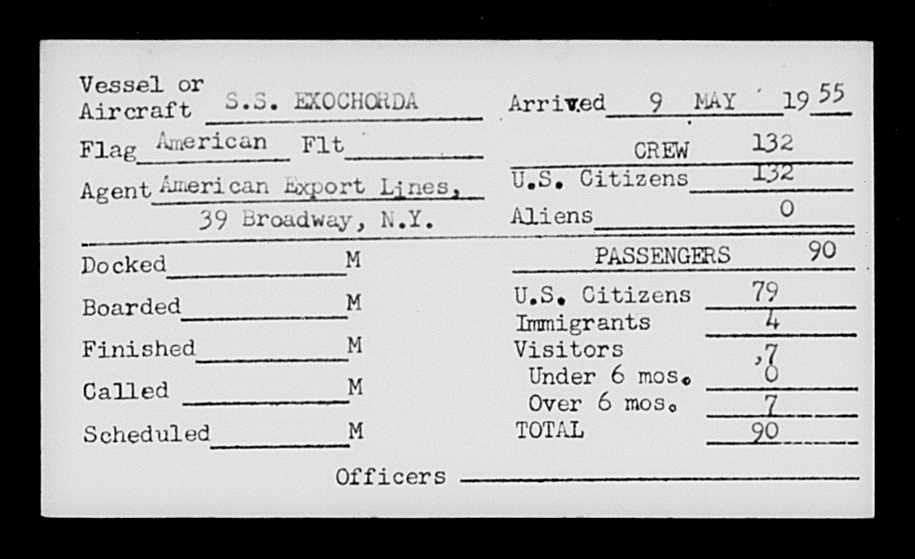 Vessel or
Aircraft S.S. EXOCHORDA
Flag American Flt
Agent American Export Lines,
39 Broadway, N.Y.
Arrived 9 MAY 19 55
CREW 132
U.S. Citizens 132
Aliens 0
Docked M
Boarded M
Finished M
Called M
Scheduled M
PASSENGERS 90
U.S. Citizens 79
Immigrants 4
Visitors ,7
Under 6 mos. 0
Over 6 mos. 7
TOTAL 90
Officers